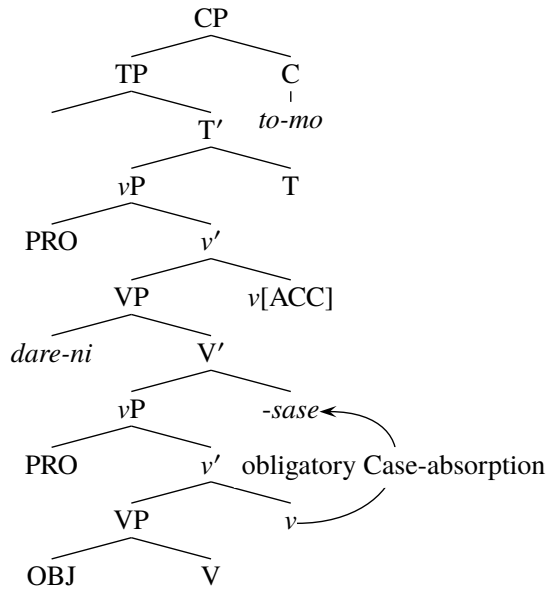 CP
TP C
to-mo
T′
vP T
PRO v′
VP v[ACC]
dare-ni V′
vP -sase
PRO v′ obligatory Case-absorption
VP v
OBJ V